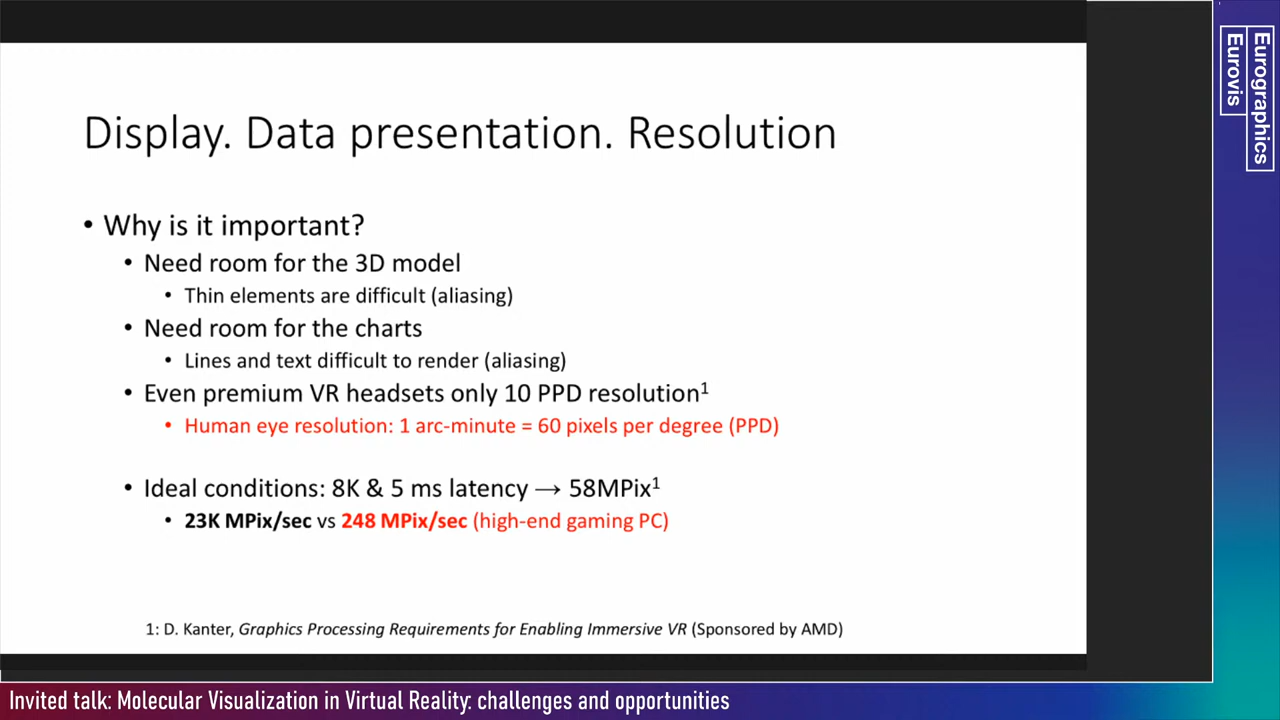 Display. Data presentation. Resolution
• Why is it important?
• Need room for the 3D model
• Thin elements are difficult (aliasing)
• Need room for the charts
• Lines and text difficult to render (aliasing)
• Even premium VR headsets only 10 PPD resolution¹
• Human eye resolution: 1 arc-minute = 60 pixels per degree (PPD)
• Ideal conditions: 8K & 5 ms latency → 58MPix¹
• 23K MPix/sec vs 248 MPix/sec (high-end gaming PC)
1: D. Kanter, Graphics Processing Requirements for Enabling Immersive VR (Sponsored by AMD)
Eurographics
Eurovis
Invited talk: Molecular Visualization in Virtual Reality: challenges and opportunities